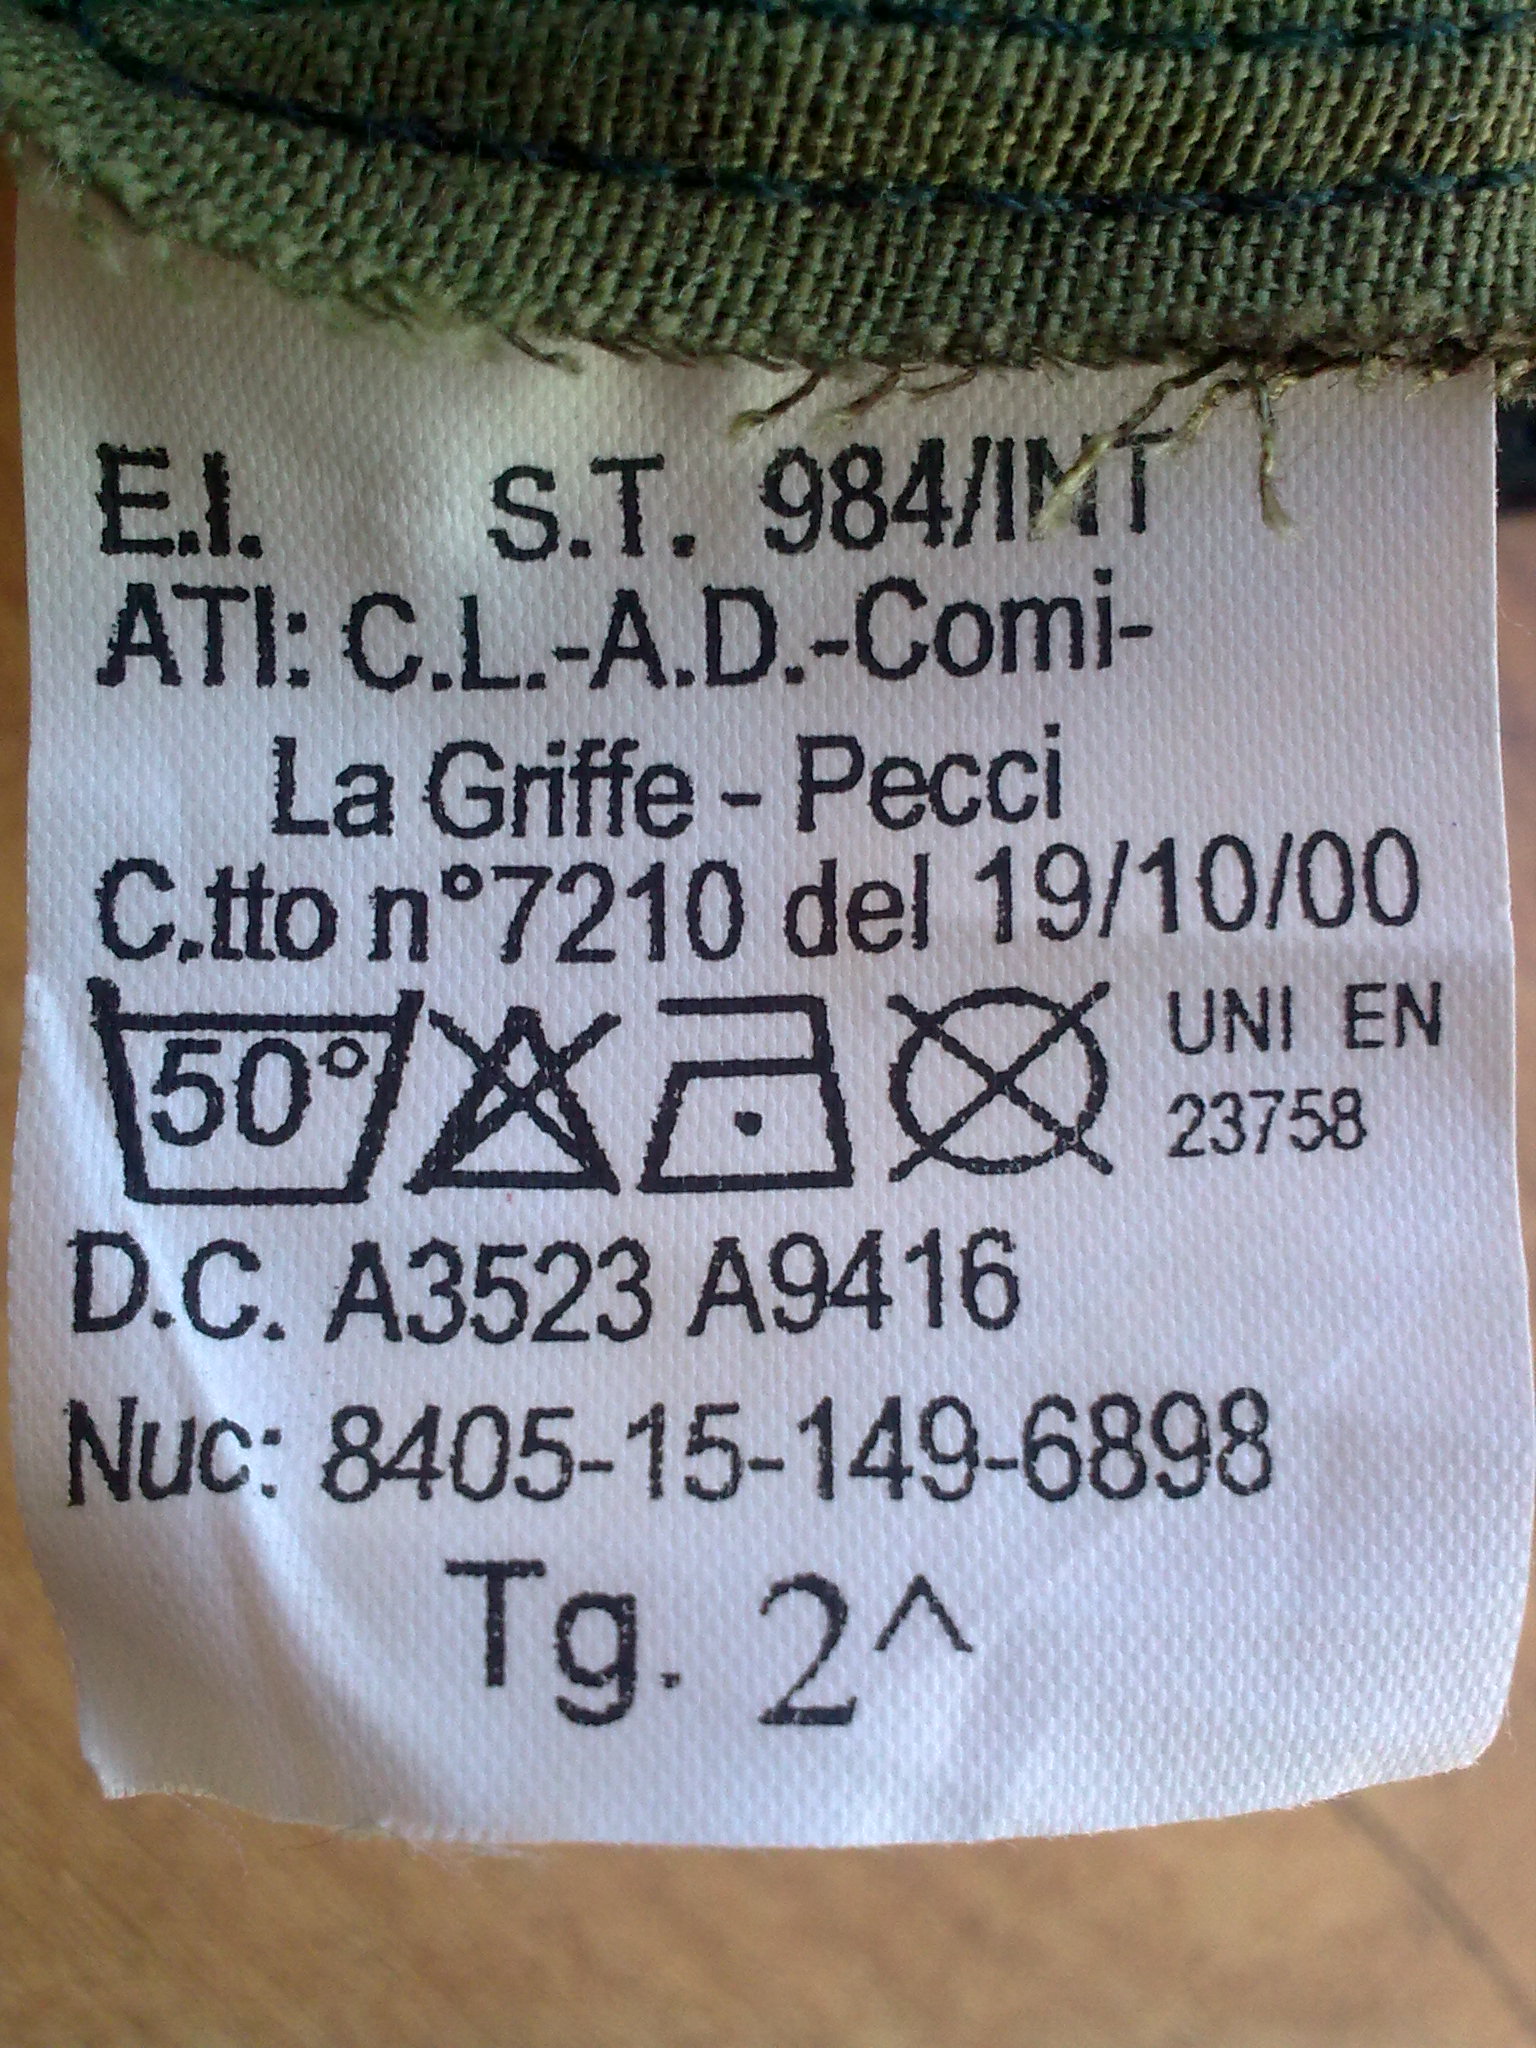 E.I. S.T. 984/INT
ATI: C.L.-A.D.-Comi-
La Griffe - Pecci
C.tto n°7210 del 19/10/00
50°
UNI EN
23758
D.C. A3523 A9416
Nuc: 8405-15-149-6898
Tg. 2^